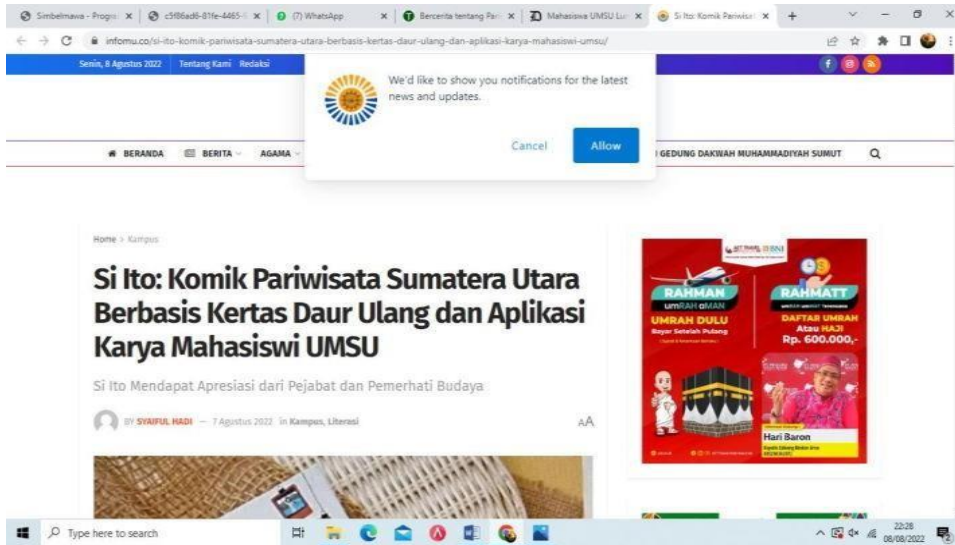 Simbelmawa - Progr
c5f86ad6-81fe-4465-
(7) WhatsApp
Bercerita tentang Par
Mahasiswa UMSU Lu
Si Ito: Komik Pariwisa
infomu.co/si-ito-komik-pariwisata-sumatera-utara-berbasis-kertas-daur-ulang-dan-aplikasi-karya-mahasiswi-umsu/
Senin, 8 Agustus 2022 Tentang Kami Redaksi
We'd like to show you notifications for the latest
news and updates.
Cancel Allow
BERANDA BERITA AGAMA GEDUNG DAKWAH MUHAMMADIYAH SUMUT
Home > Kampus
Si Ito: Komik Pariwisata Sumatera Utara
Berbasis Kertas Daur Ulang dan Aplikasi
Karya Mahasiswi UMSU
Si Ito Mendapat Apresiasi dari Pejabat dan Pemerhati Budaya
BY SYAIFUL HADI — 7 Agustus 2022 in Kampus, Literasi
AA
BNI
RAHMAN
umRAH aMAN
UMRAH DULU
Bayar Setelah Pulang
RAHMATT
DAFTAR UMRAH
Atau HAJI
Rp. 600.000,-
Hari Baron
Type here to search
22:28
08/08/2022
2